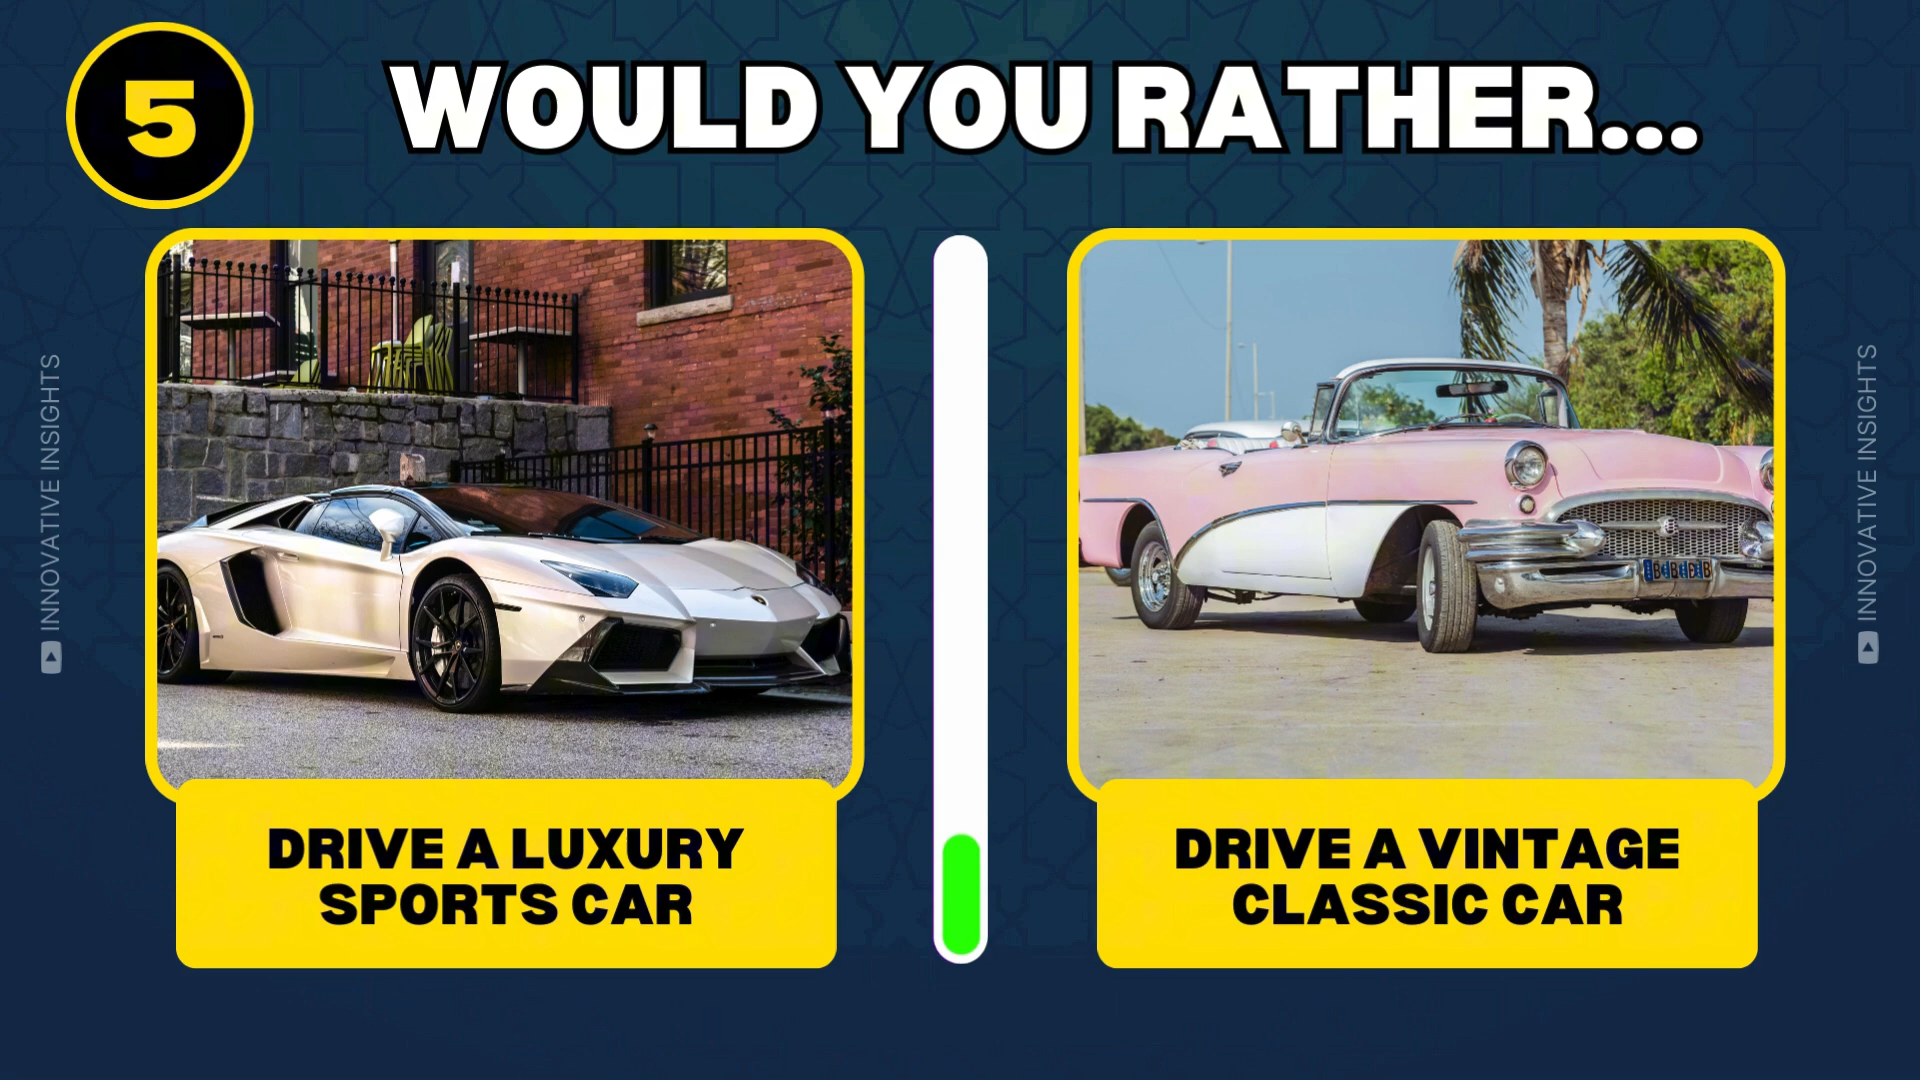 5
WOULD YOU RATHER...
INNOVATIVE INSIGHTS
INNOVATIVE INSIGHTS
DRIVE A LUXURY
SPORTS CAR
DRIVE A VINTAGE
CLASSIC CAR